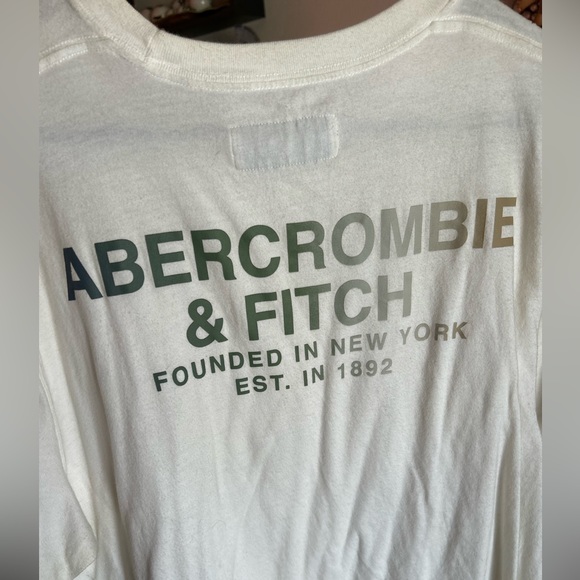 ABERCROMBIE
& FITCH
FOUNDED IN NEW YORK
EST. IN 1892